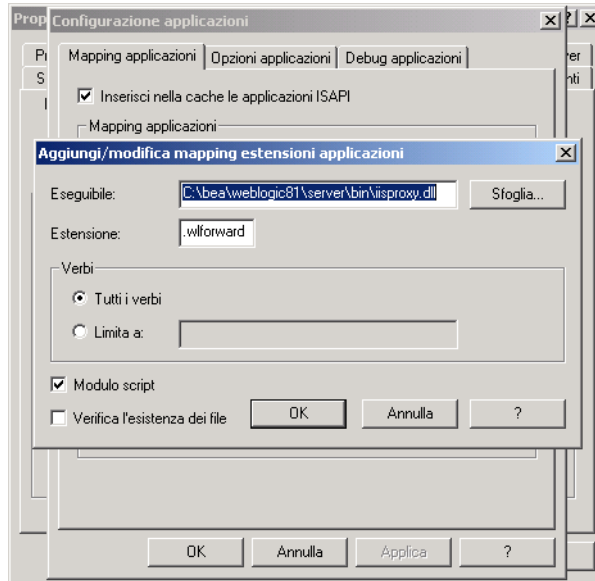 Prop
Configurazione applicazioni
Mapping applicazioni
Opzioni applicazioni
Debug applicazioni
ver
nti
Inserisci nella cache le applicazioni ISAPI
Mapping applicazioni
Aggiungi/modifica mapping estensioni applicazioni
Eseguibile:
C:\bea\weblogic81\server\bin\iisproxy.dll
Sfoglia...
Estensione:
.wlforward
Verbi
Tutti i verbi
Limita a:
Modulo script
Verifica l'esistenza dei file
OK
Annulla
?
OK
Annulla
Applica
?